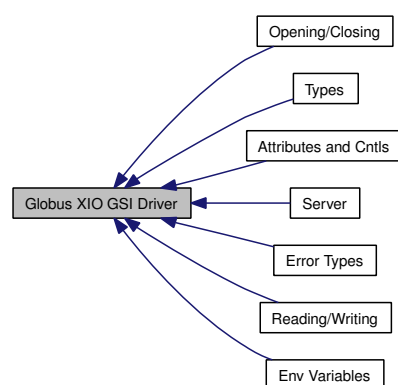 Opening/Closing
Types
Attributes and Cntls
Globus XIO GSI Driver
Server
Error Types
Reading/Writing
Env Variables